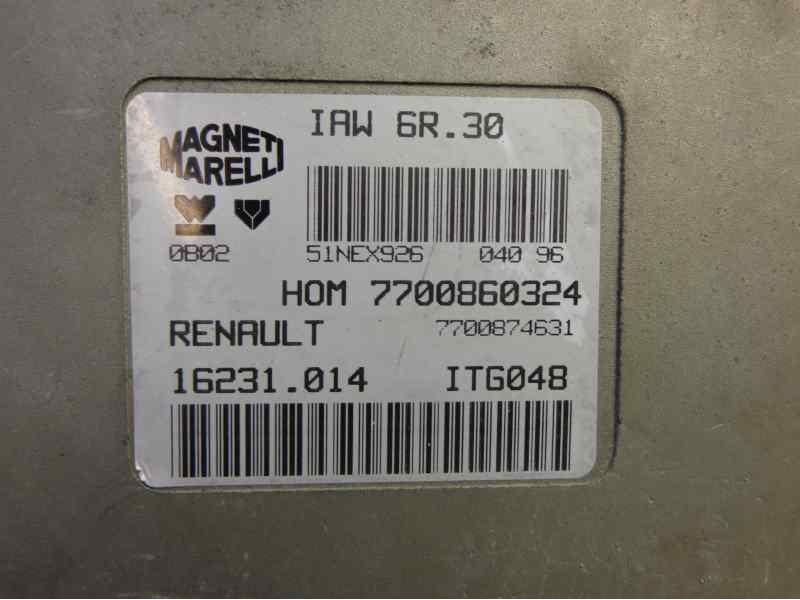 IAW 6R.30
MAGNETI
MARELLI
0B02 51NEX926 040 96
HOM 7700860324
RENAULT 7700874631
16231.014 ITG048